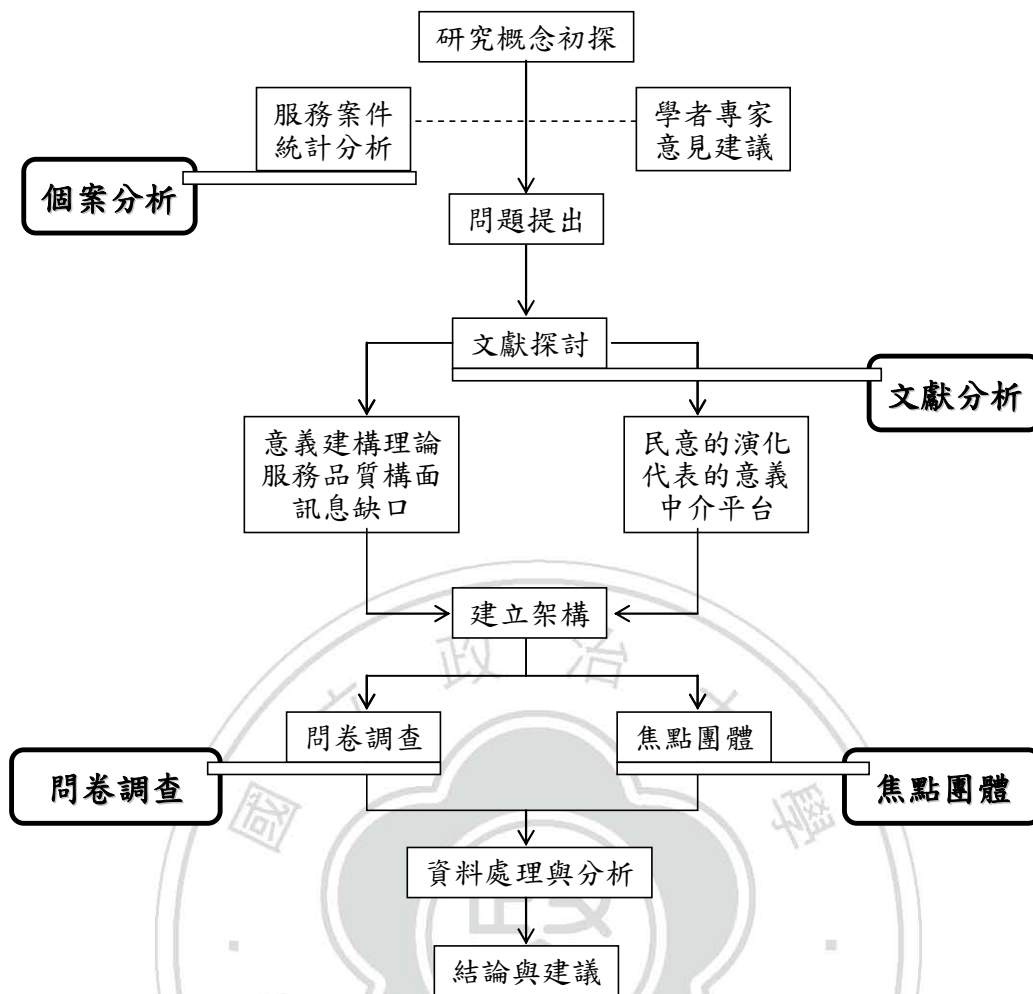 研究概念初探
服務案件
統計分析
學者專家
意見建議
個案分析
問題提出
文獻探討
文獻分析
意義建構理論
服務品質構面
訊息缺口
民意的演化
代表的意義
中介平台
建立架構
政治
問卷調查
焦點團體
問卷調查
焦點團體
國
學
資料處理與分析
結論與建議